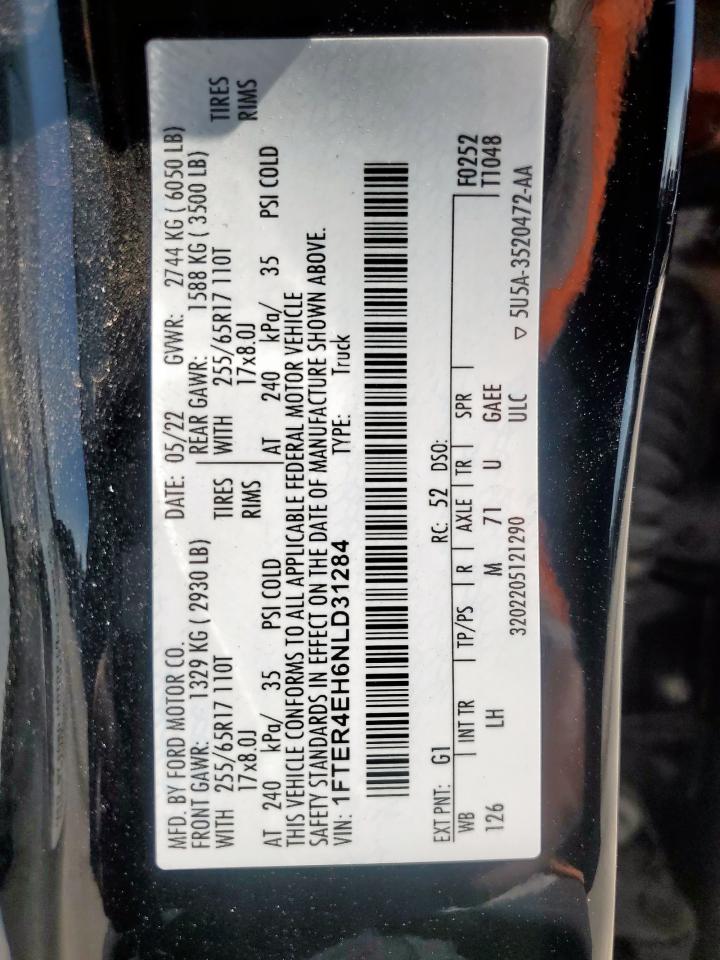 MFD. BY FORD MOTOR CO. DATE: 05/22 GVWR: 2744 KG ( 6050 LB)
FRONT GAWR: 1329 KG ( 2930 LB) REAR GAWR: 1588 KG ( 3500 LB)
WITH 255/65R17 110T TIRES WITH 255/65R17 110T TIRES
17x8.0J RIMS 17x8.0J RIMS
AT 240 kPa/ 35 PSI COLD AT 240 kPa/ 35 PSI COLD
THIS VEHICLE CONFORMS TO ALL APPLICABLE FEDERAL MOTOR VEHICLE
SAFETY STANDARDS IN EFFECT ON THE DATE OF MANUFACTURE SHOWN ABOVE.
VIN: 1FTER4EH6NLD31284 TYPE: Truck
EXT PNT: G1 RC: 52 DSO:
WB INT TR TP/PS R AXLE TR SPR F0252
126 LH M 71 U GAEE T1048
3202205121290 ULC ▽ 5U5A-3520472-AA